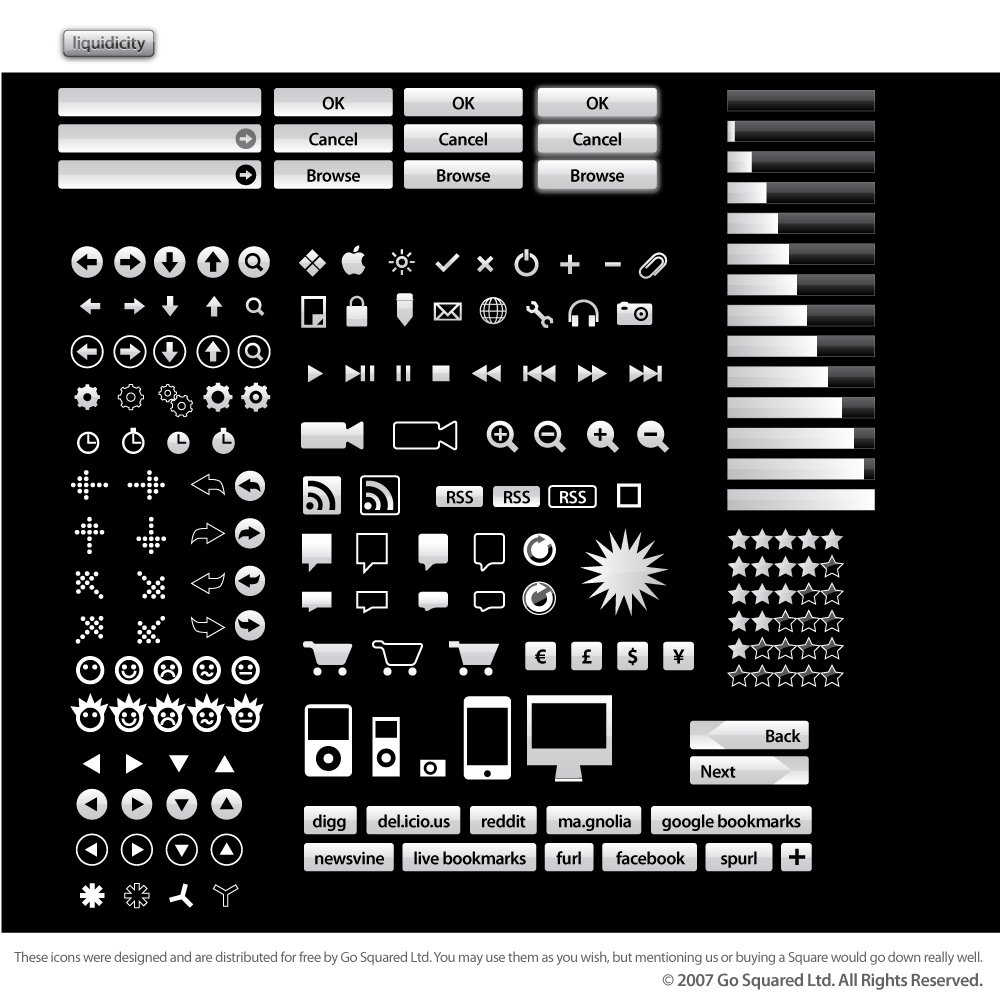 liquidicity
OK OK OK
Cancel Cancel Cancel
Browse Browse Browse
RSS RSS RSS
€ £ $ ¥
Back
Next
digg del.icio.us reddit ma.gnolia google bookmarks
newsvine live bookmarks furl facebook spurl +
These icons were designed and are distributed for free by Go Squared Ltd. You may use them as you wish, but mentioning us or buying a Square would go down really well.
© 2007 Go Squared Ltd. All Rights Reserved.